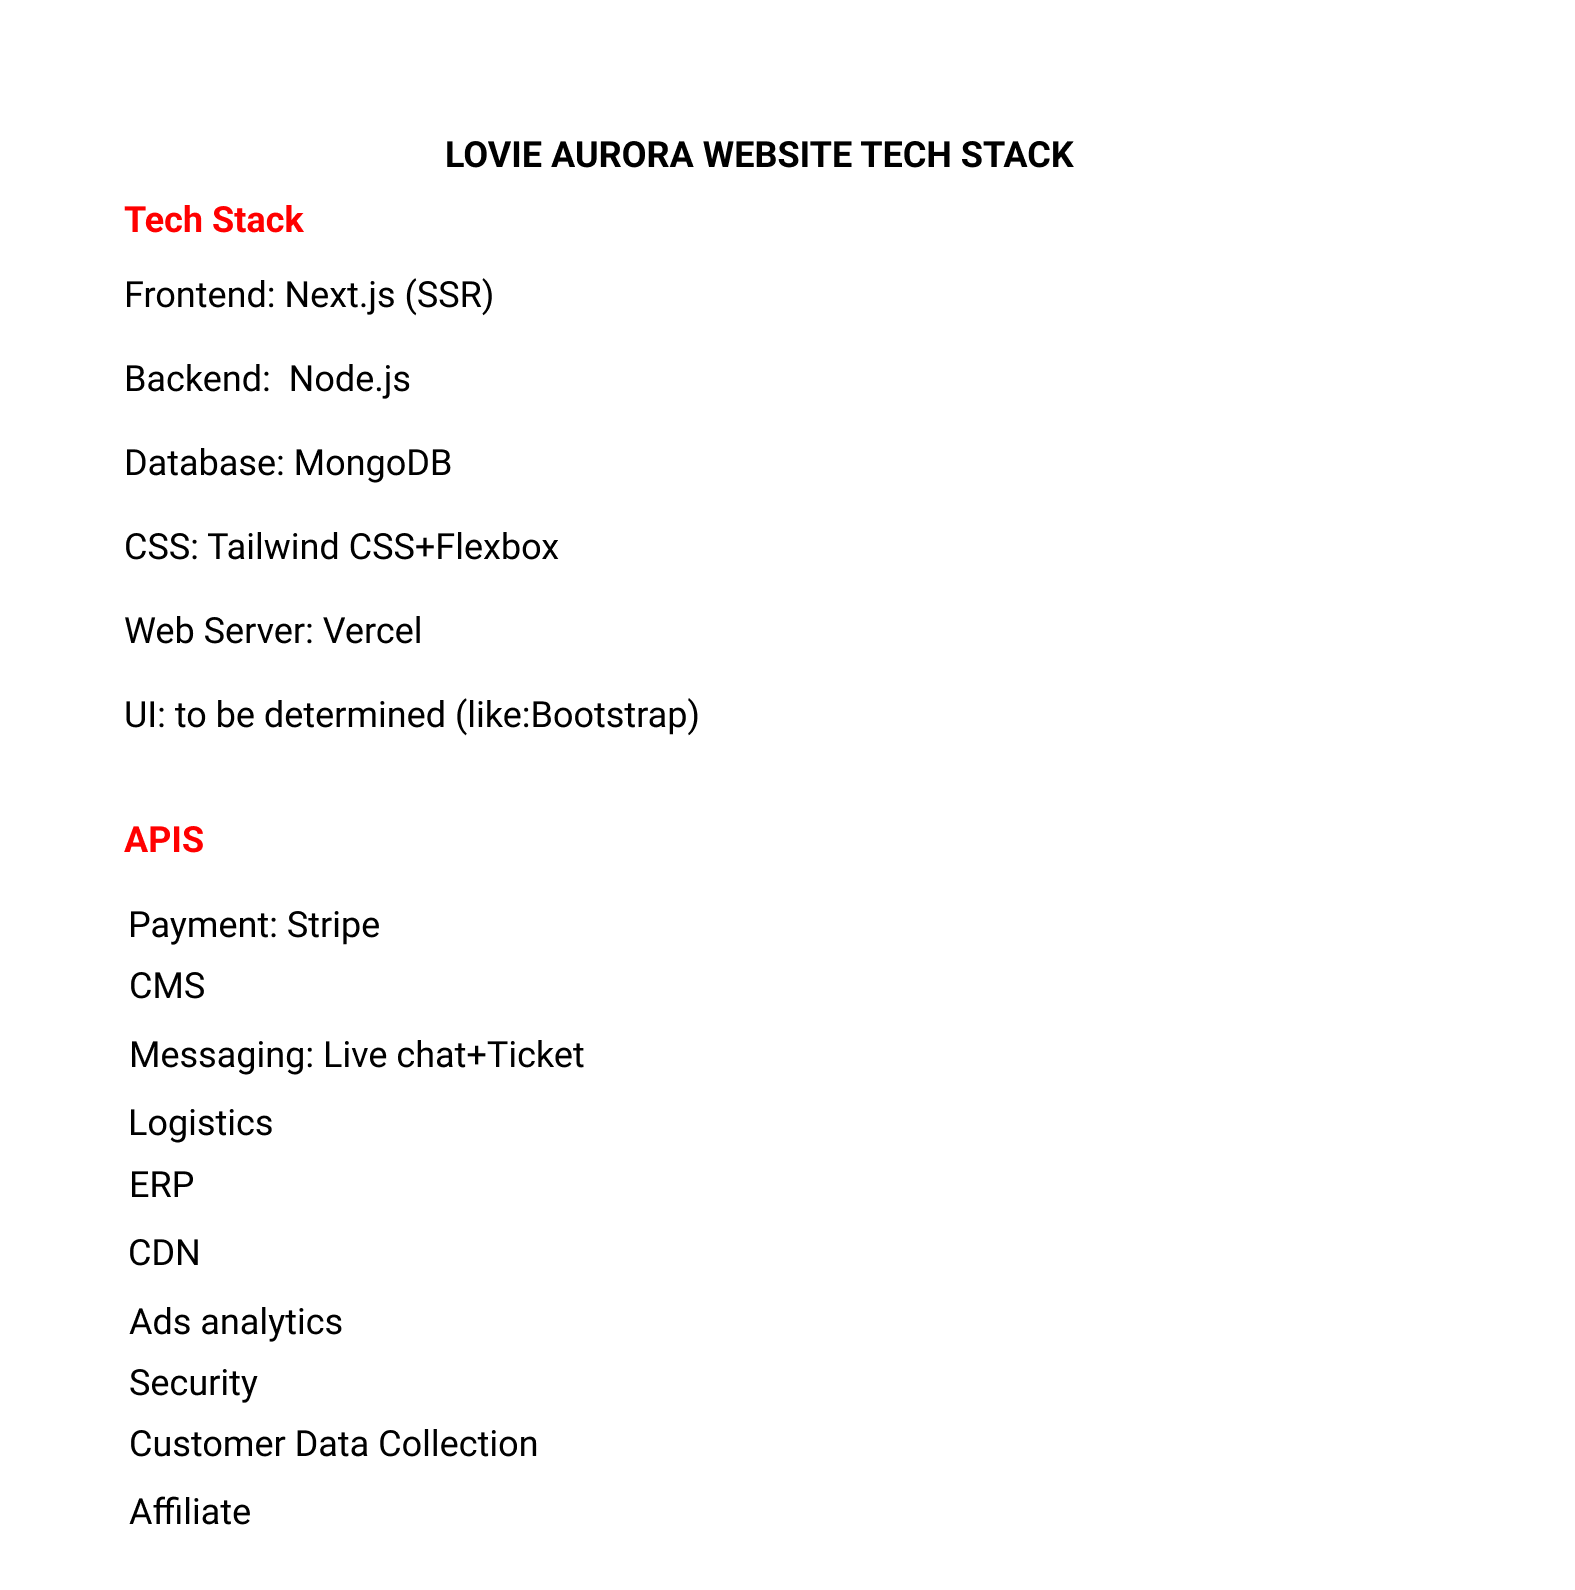 LOVIE AURORA WEBSITE TECH STACK
Tech Stack
Frontend: Next.js (SSR)
Backend:  Node.js
Database: MongoDB
CSS: Tailwind CSS+Flexbox
Web Server: Vercel
UI: to be determined (like:Bootstrap)
APIS
Payment: Stripe
CMS
Messaging: Live chat+Ticket
Logistics
ERP
CDN
Ads analytics
Security
Customer Data Collection
Affiliate